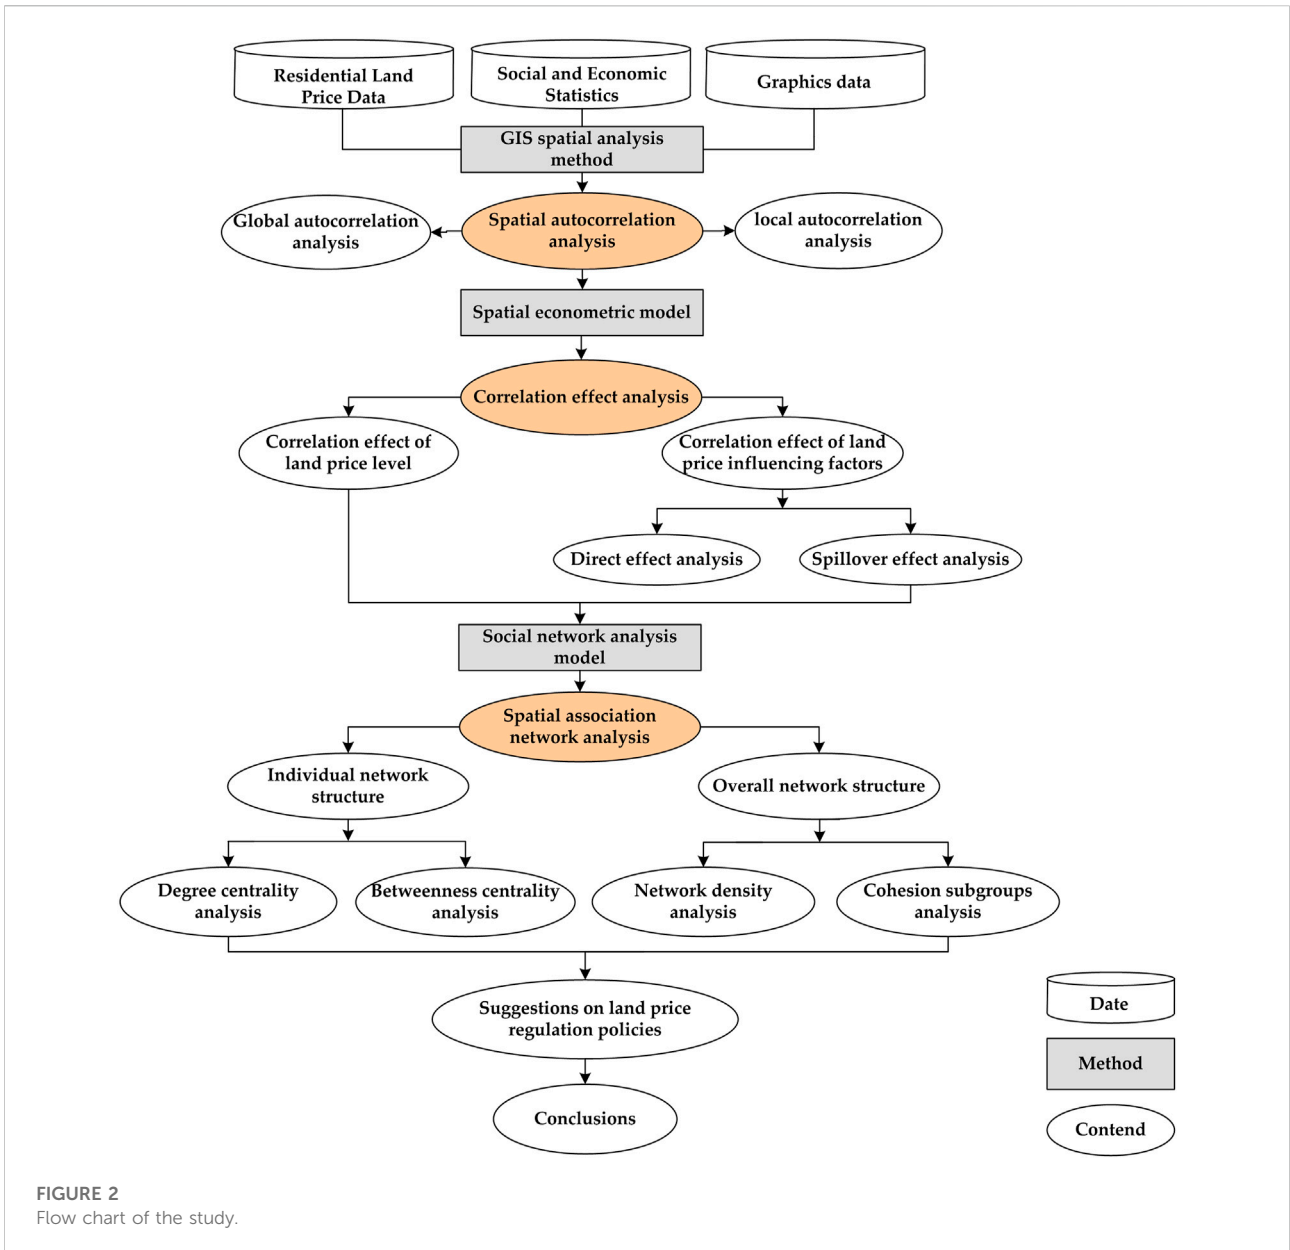 Residential Land
Price Data
Social and Economic
Statistics
Graphics data
GIS spatial analysis
method
Global autocorrelation
analysis
Spatial autocorrelation
analysis
local autocorrelation
analysis
Spatial econometric model
Correlation effect analysis
Correlation effect of
land price level
Correlation effect of land
price influencing factors
Direct effect analysis
Spillover effect analysis
Social network analysis
model
Spatial association
network analysis
Individual network
structure
Overall network structure
Degree centrality
analysis
Betweenness centrality
analysis
Network density
analysis
Cohesion subgroups
analysis
Suggestions on land price
regulation policies
Conclusions
Date
Method
Contend
FIGURE 2
Flow chart of the study.